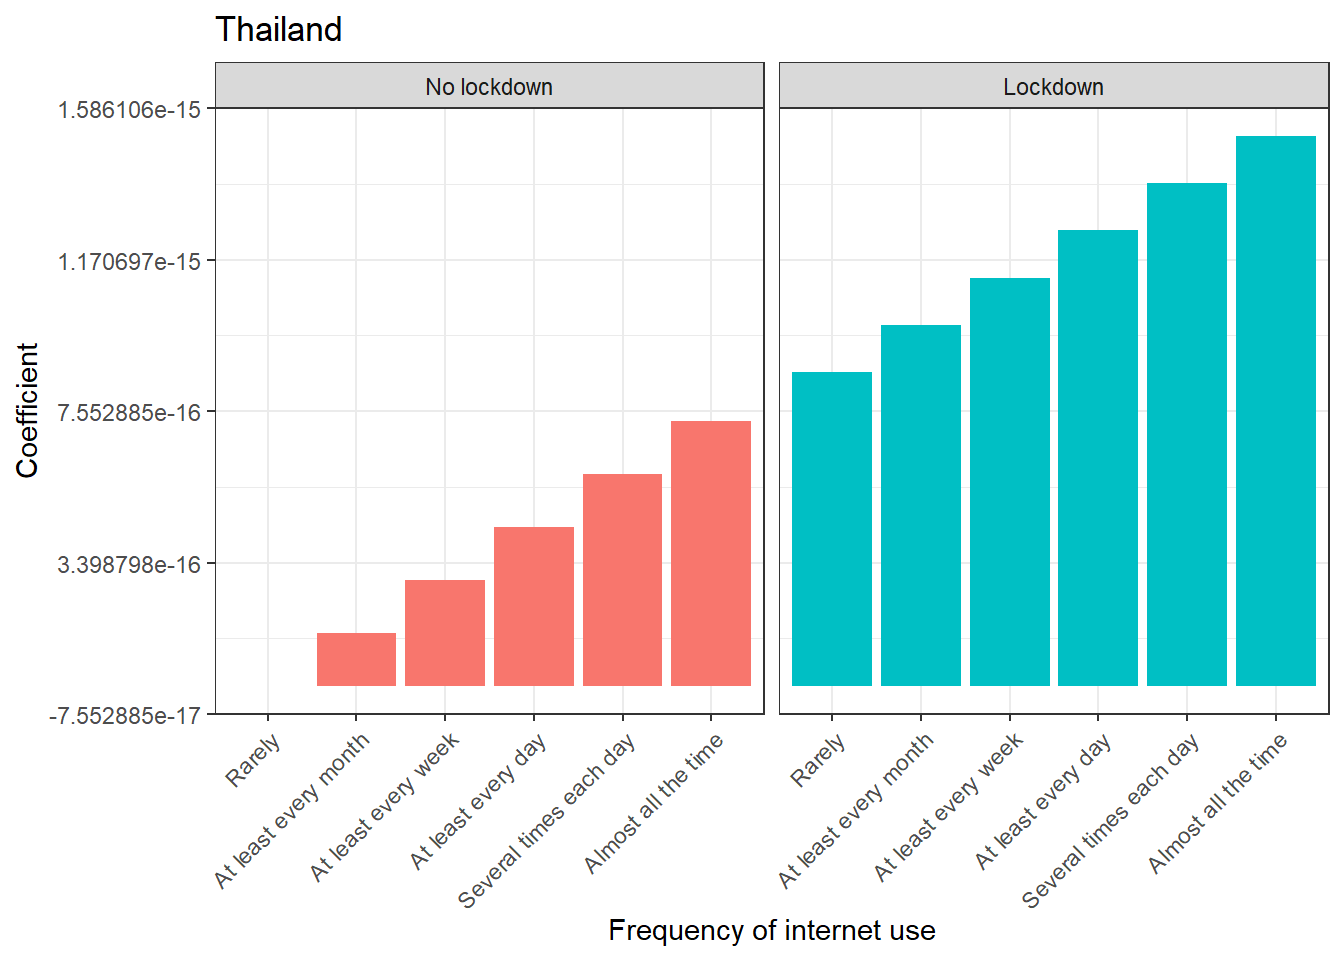 Thailand
No lockdown
Lockdown
1.586106e-15
1.170697e-15
7.552885e-16
3.398798e-16
-7.552885e-17
Coefficient
Rarely
At least every month
At least every week
At least every day
Several times each day
Almost all the time
Rarely
At least every month
At least every week
At least every day
Several times each day
Almost all the time
Frequency of internet use